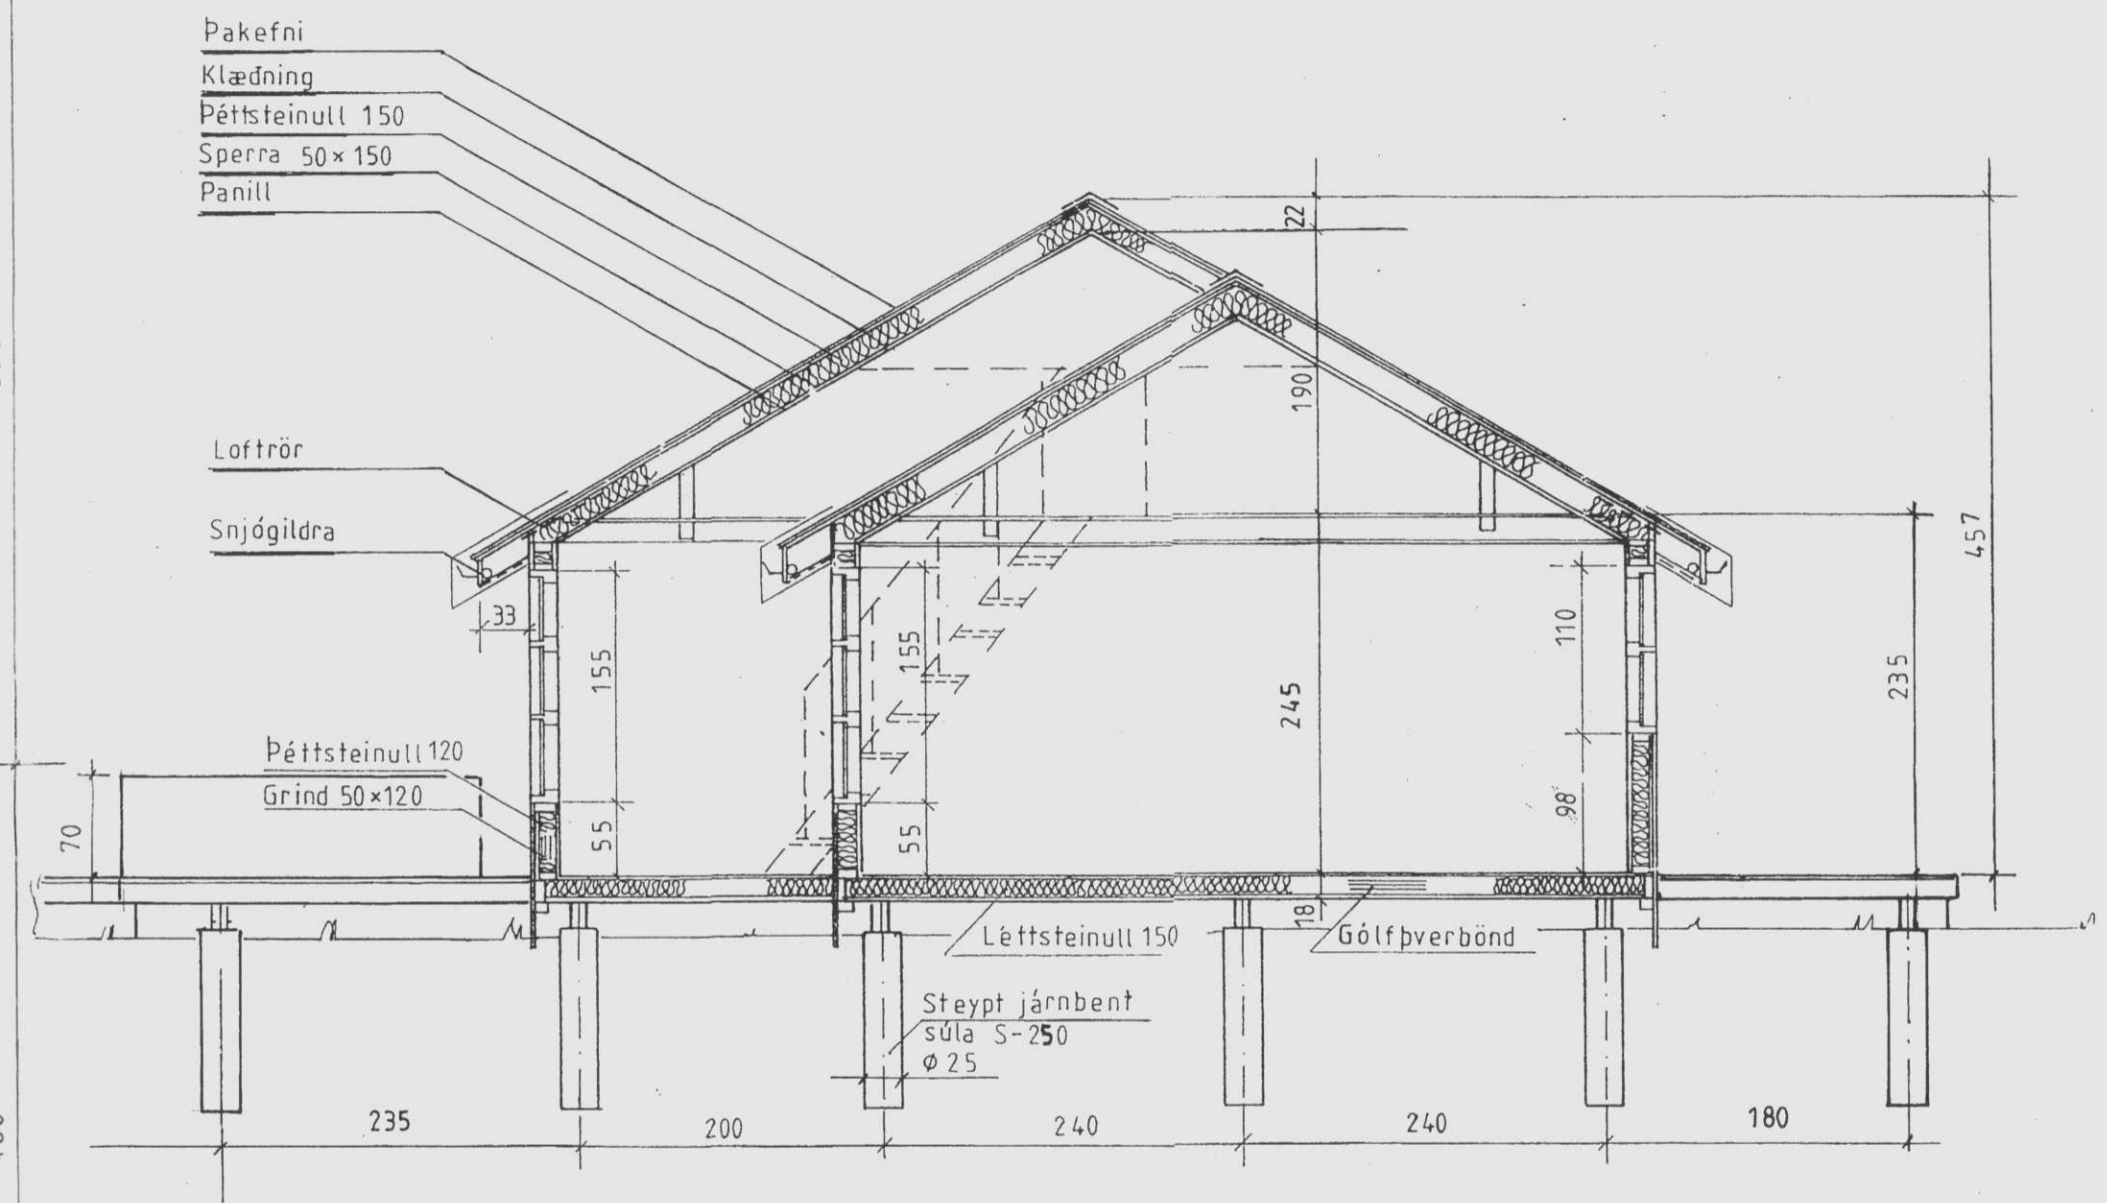 Þakefni
Klæðning
Þéttsteinull 150
Sperra 50×150
Panill
Loftrör
Snjógildra
22
190
457
33
155
155
110
235
245
Þéttsteinull 120
Grind 50×120
70
55
55
98
18
Léttsteinull 150
Gólfþverbönd
Steypt járnbent
súla S-250
Ø 25
235
200
240
240
180